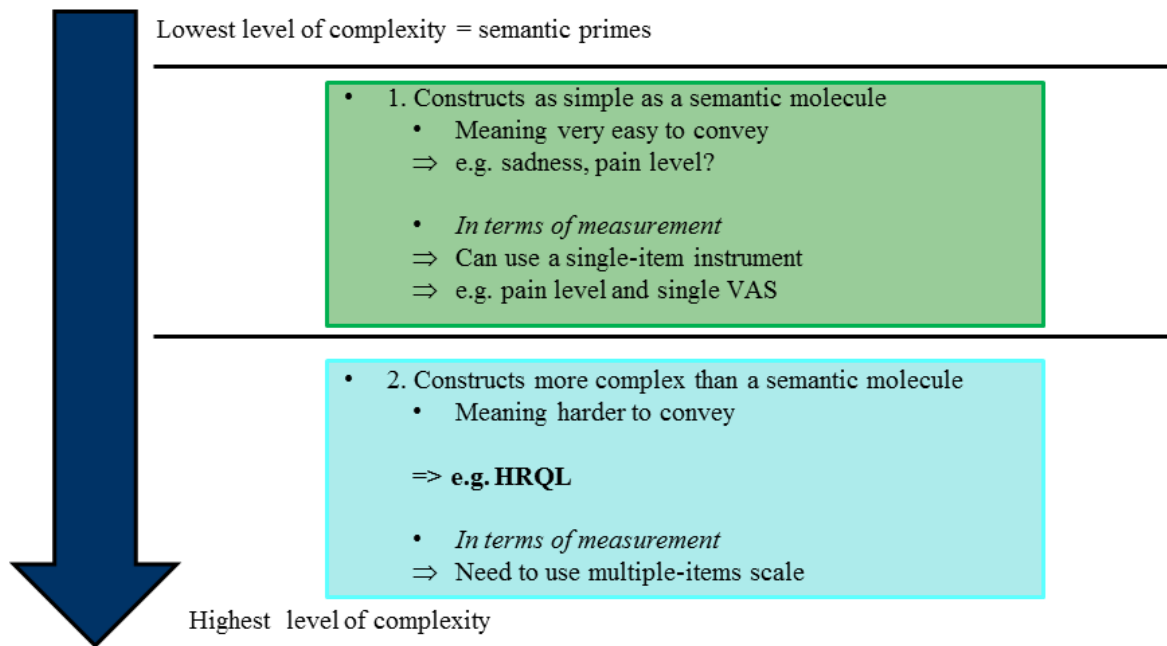 Lowest level of complexity = semantic primes
• 1. Constructs as simple as a semantic molecule
• Meaning very easy to convey
⇒ e.g. sadness, pain level?
• In terms of measurement
⇒ Can use a single-item instrument
⇒ e.g. pain level and single VAS
• 2. Constructs more complex than a semantic molecule
• Meaning harder to convey
=> e.g. HRQL
• In terms of measurement
⇒ Need to use multiple-items scale
Highest level of complexity